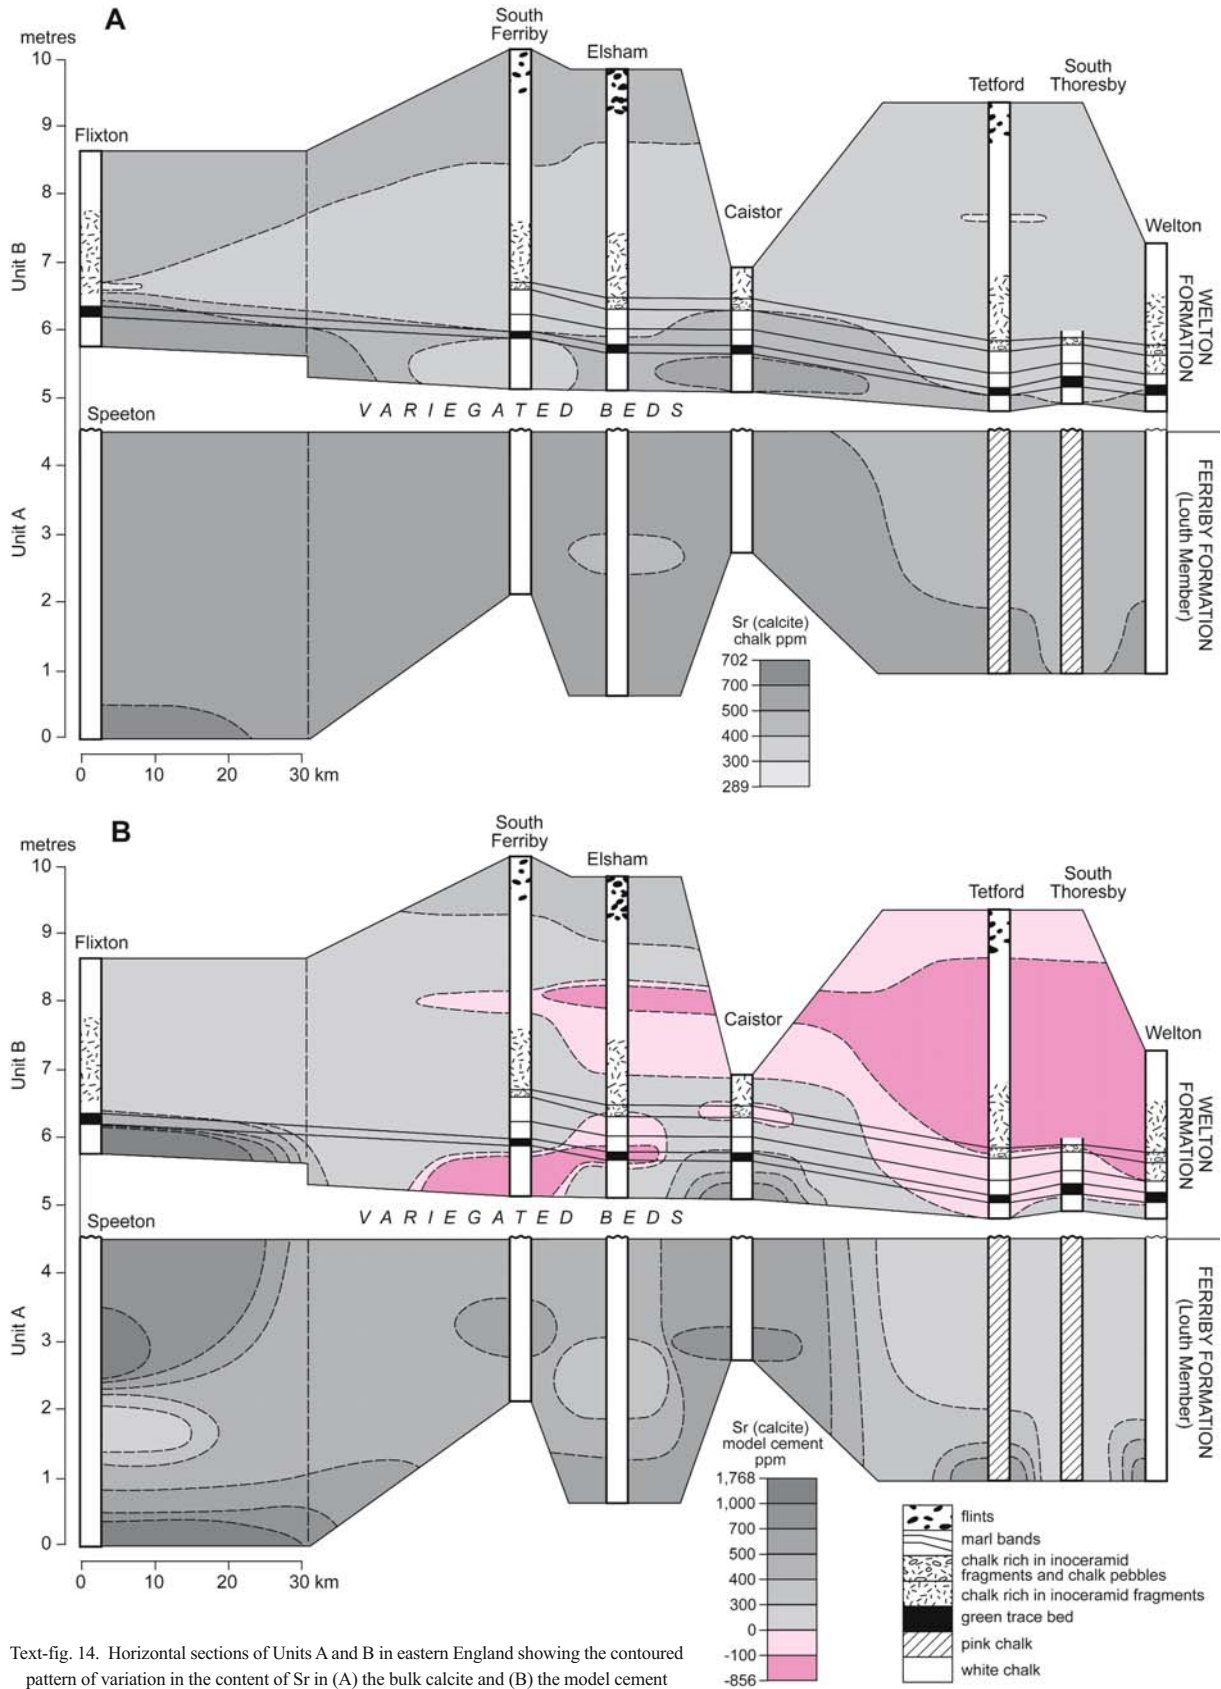 A
metres
South
Ferriby
Elsham
Tetford
South
Thoresby
Flixton
Caistor
Welton
10
9
8
7
6
5
Unit B
WELTON
FORMATION
VARIEGATED BEDS
Speeton
4
3
2
1
0
Unit A
FERRIBY FORMATION
(Louth Member)
Sr (calcite)
chalk ppm
702
700
500
400
300
289
0 10 20 30 km
B
metres
South
Ferriby
Elsham
Tetford
South
Thoresby
Flixton
Caistor
Welton
10
9
8
7
6
5
Unit B
WELTON
FORMATION
VARIEGATED BEDS
Speeton
4
3
2
1
0
Unit A
FERRIBY FORMATION
(Louth Member)
Sr (calcite)
model cement
ppm
1,768
1,000
700
500
400
300
0
-100
-856
0 10 20 30 km
flints
marl bands
chalk rich in inoceramid
fragments and chalk pebbles
chalk rich in inoceramid fragments
green trace bed
pink chalk
white chalk
Text-fig. 14. Horizontal sections of Units A and B in eastern England showing the contoured
pattern of variation in the content of Sr in (A) the bulk calcite and (B) the model cement